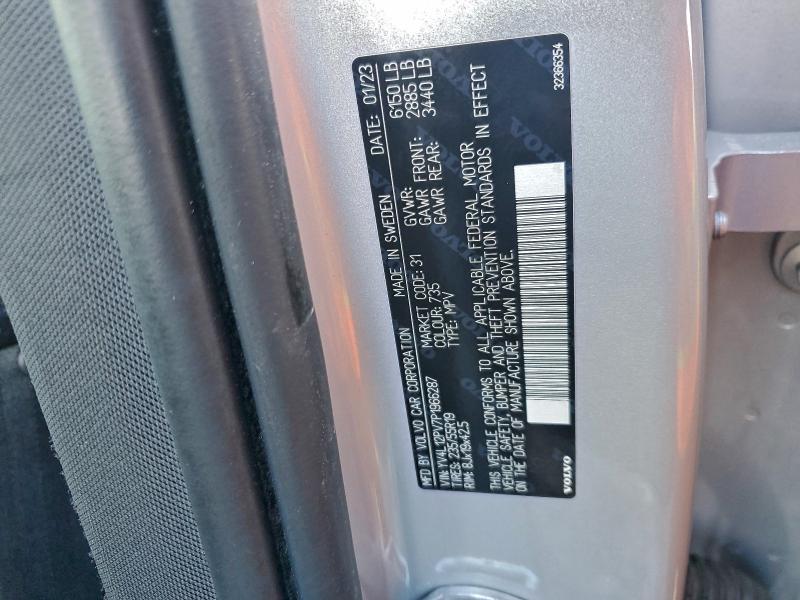 MFD BY VOLVO CAR CORPORATION MADE IN SWEDEN DATE: 01/23
VIN: YV4L12PV7P1966287 MARKET CODE: 31 GVWR: 6150 LB
TIRES: 235/55R19 COLOUR: 735 GAWR FRONT: 2885 LB
RIM: 8Jx19x42.5 TYPE: MPV GAWR REAR: 3440 LB
THIS VEHICLE CONFORMS TO ALL APPLICABLE FEDERAL MOTOR
VEHICLE SAFETY, BUMPER AND THEFT PREVENTION STANDARDS IN EFFECT
ON THE DATE OF MANUFACTURE SHOWN ABOVE.
VOLVO 32366354